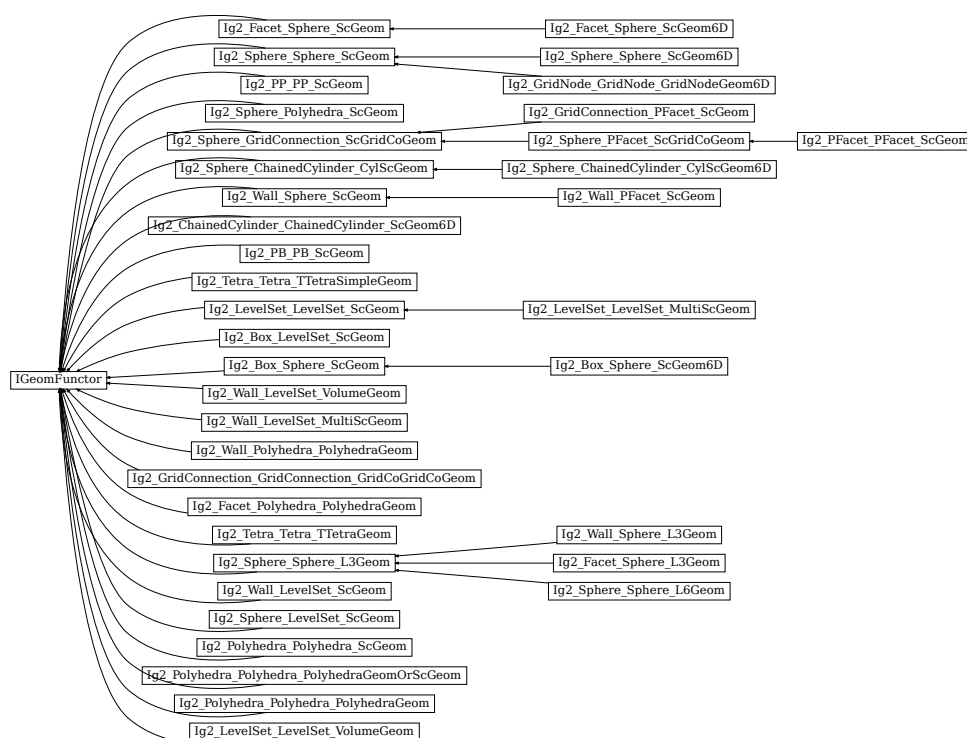 Ig2_Facet_Sphere_ScGeom
Ig2_Facet_Sphere_ScGeom6D
Ig2_Sphere_Sphere_ScGeom
Ig2_Sphere_Sphere_ScGeom6D
Ig2_PP_PP_ScGeom
Ig2_GridNode_GridNode_GridNodeGeom6D
Ig2_Sphere_Polyhedra_ScGeom
Ig2_GridConnection_PFacet_ScGeom
Ig2_Sphere_GridConnection_ScGridCoGeom
Ig2_Sphere_PFacet_ScGridCoGeom
Ig2_PFacet_PFacet_ScGeom
Ig2_Sphere_ChainedCylinder_CylScGeom
Ig2_Sphere_ChainedCylinder_CylScGeom6D
Ig2_Wall_Sphere_ScGeom
Ig2_Wall_PFacet_ScGeom
Ig2_ChainedCylinder_ChainedCylinder_ScGeom6D
Ig2_PB_PB_ScGeom
Ig2_Tetra_Tetra_TTetraSimpleGeom
Ig2_LevelSet_LevelSet_ScGeom
Ig2_LevelSet_LevelSet_MultiScGeom
Ig2_Box_LevelSet_ScGeom
Ig2_Box_Sphere_ScGeom
Ig2_Box_Sphere_ScGeom6D
IGeomFunctor
Ig2_Wall_LevelSet_VolumeGeom
Ig2_Wall_LevelSet_MultiScGeom
Ig2_Wall_Polyhedra_PolyhedraGeom
Ig2_GridConnection_GridConnection_GridCoGridCoGeom
Ig2_Facet_Polyhedra_PolyhedraGeom
Ig2_Tetra_Tetra_TTetraGeom
Ig2_Wall_Sphere_L3Geom
Ig2_Sphere_Sphere_L3Geom
Ig2_Facet_Sphere_L3Geom
Ig2_Wall_LevelSet_ScGeom
Ig2_Sphere_Sphere_L6Geom
Ig2_Sphere_LevelSet_ScGeom
Ig2_Polyhedra_Polyhedra_ScGeom
Ig2_Polyhedra_Polyhedra_PolyhedraGeomOrScGeom
Ig2_Polyhedra_Polyhedra_PolyhedraGeom
Ig2_LevelSet_LevelSet_VolumeGeom